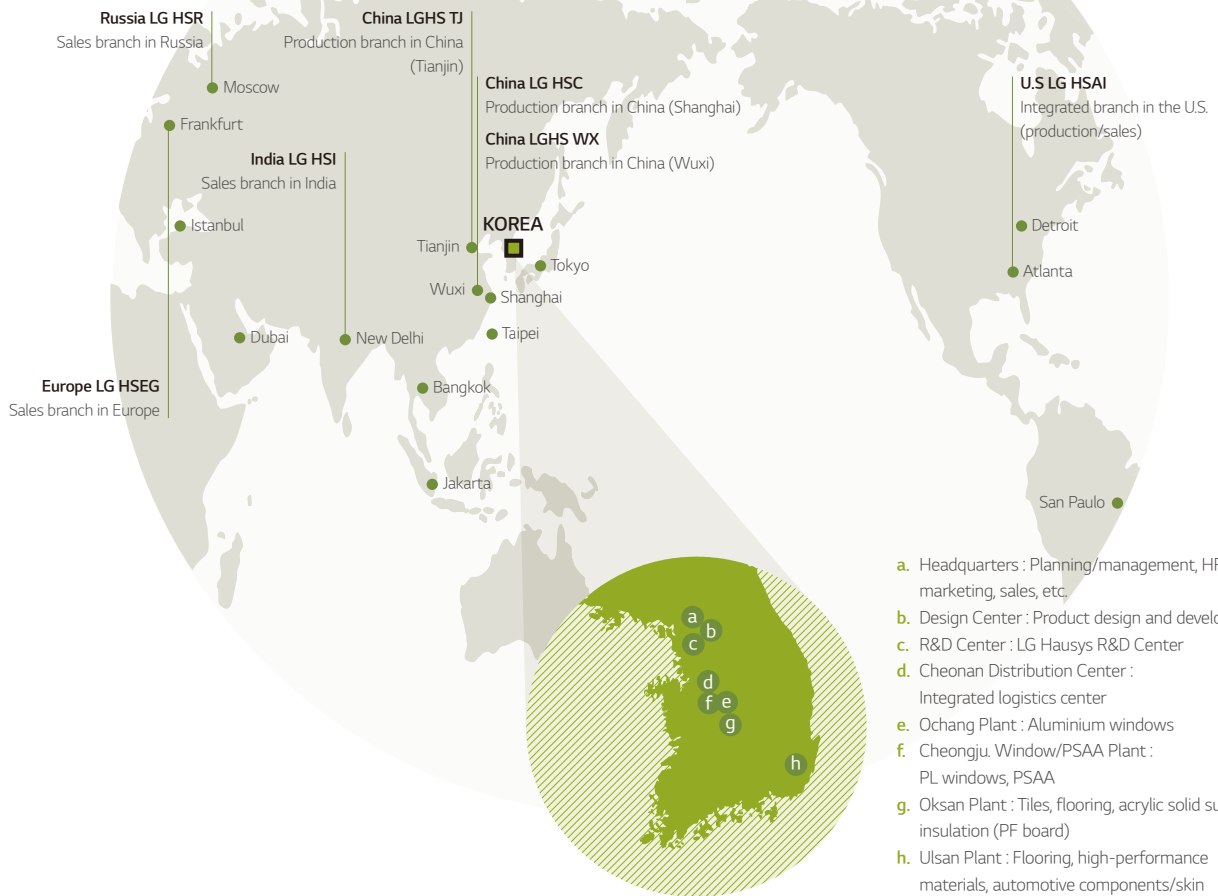 Russia LG HSR
Sales branch in Russia
China LGHS TJ
Production branch in China
(Tianjin)
China LG HSC
Production branch in China (Shanghai)
China LGHS WX
Production branch in China (Wuxi)
U.S LG HSAI
Integrated branch in the U.S.
(production/sales)
Moscow
Frankfurt
India LG HSI
Sales branch in India
Istanbul
KOREA
Tianjin
Tokyo
Wuxi
Shanghai
Detroit
Atlanta
Dubai
New Delhi
Taipei
Europe LG HSEG
Sales branch in Europe
Bangkok
Jakarta
San Paulo
a
b
c
d
f
e
g
h
a. Headquarters : Planning/management,
marketing, sales, etc.
b. Design Center : Product design and
c. R&D Center : LG Hausys R&D Center
d. Cheonan Distribution Center :
Integrated logistics center
e. Ochang Plant : Aluminium windows
f. Cheongju. Window/PSAA Plant :
PL windows, PSAA
g. Oksan Plant : Tiles, flooring, acrylic solid
insulation (PF board)
h. Ulsan Plant : Flooring, high-performance
materials, automotive components/skin